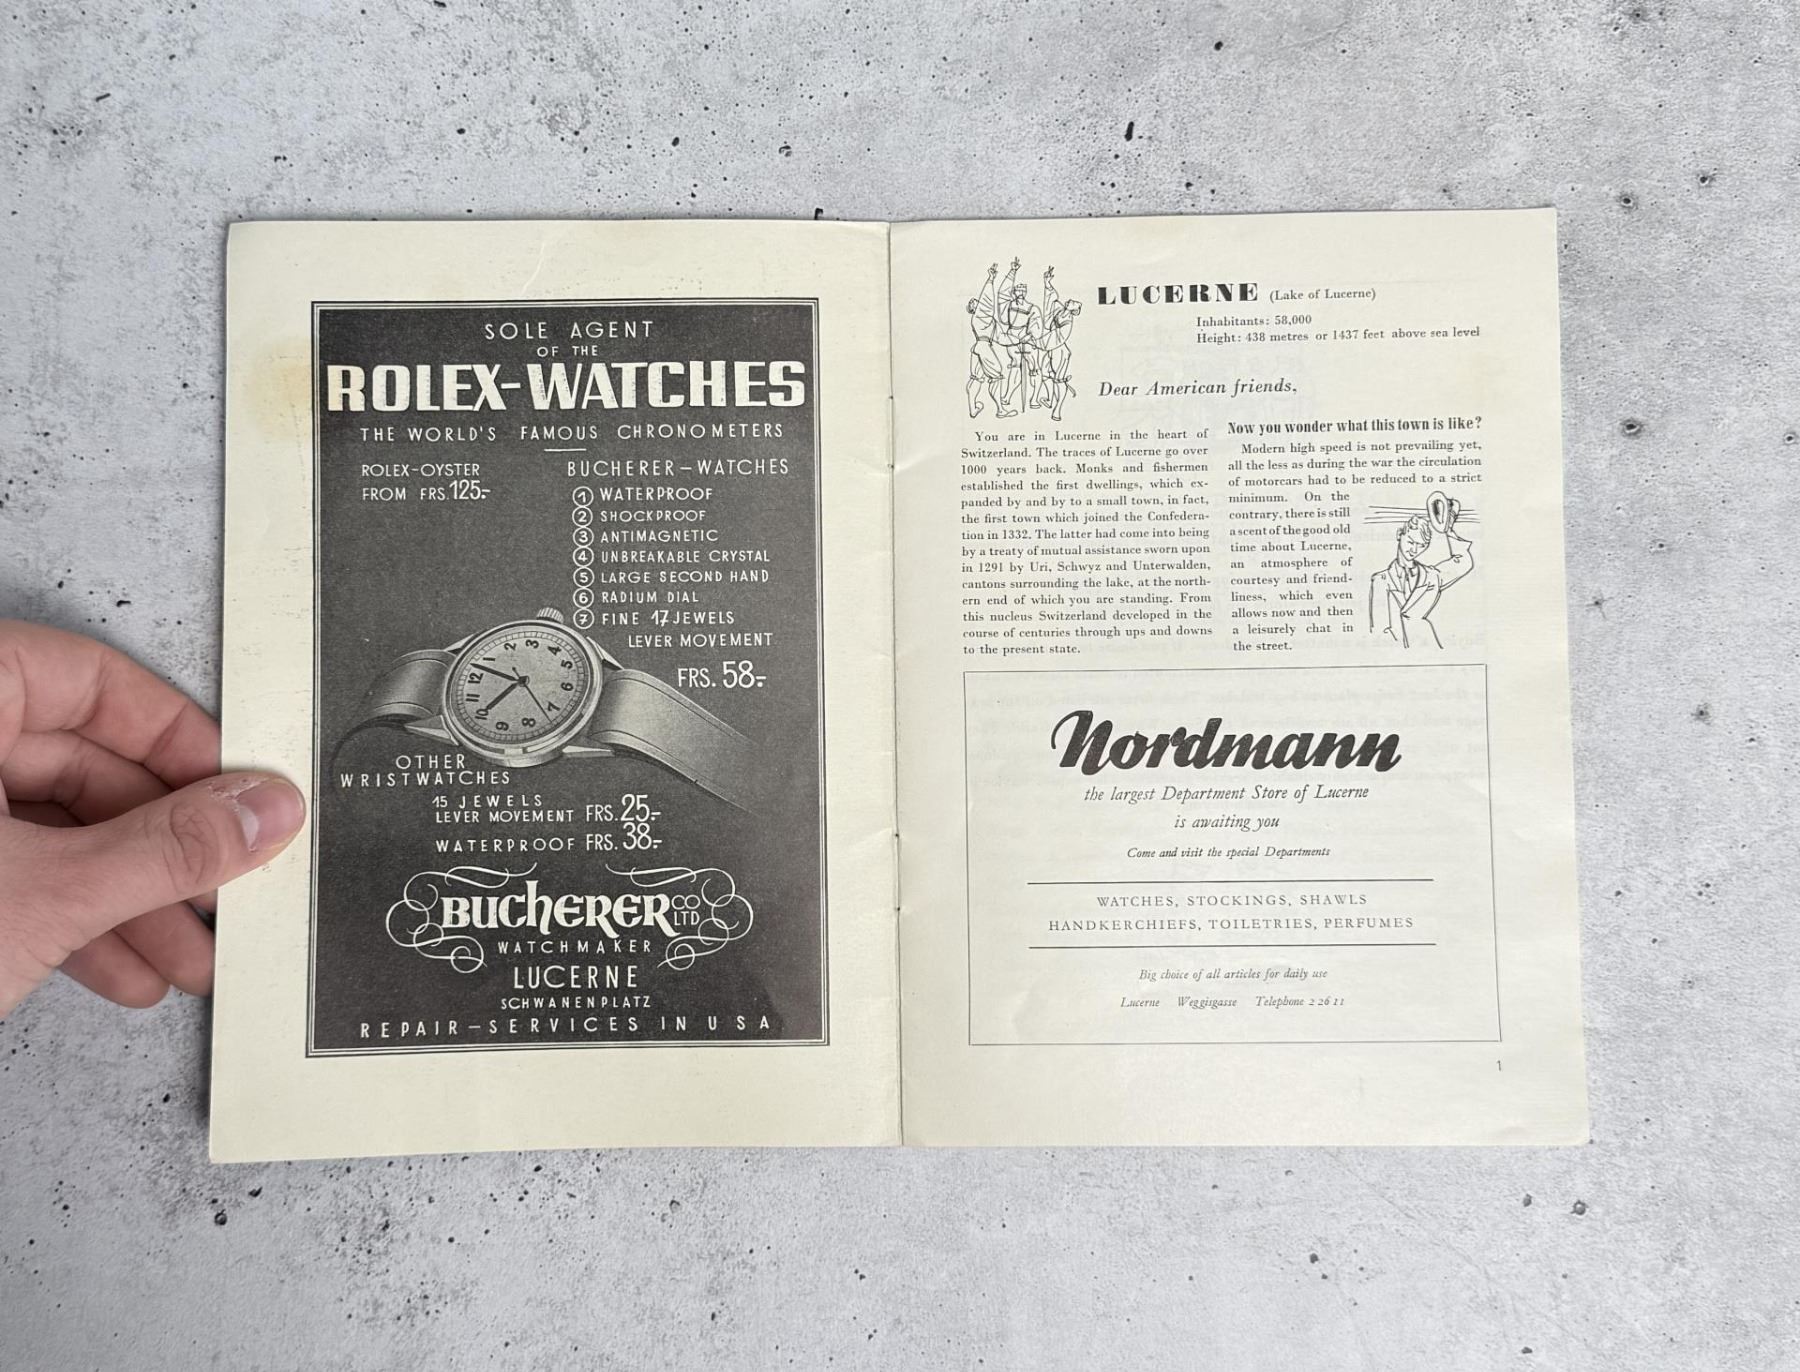 SOLE AGENT
OF THE
ROLEX-WATCHES
THE WORLD'S FAMOUS CHRONOMETERS
ROLEX-OYSTER
FROM FRS. 125.-
BUCHERER-WATCHES
1 WATERPROOF
2 SHOCKPROOF
3 ANTIMAGNETIC
4 UNBREAKABLE CRYSTAL
5 LARGE SECOND HAND
6 RADIUM DIAL
7 FINE 17 JEWELS
LEVER MOVEMENT
FRS. 58.-
12 1 2 3 4 5 6 7 8 9 10 11
OTHER
WRISTWATCHES
15 JEWELS
LEVER MOVEMENT FRS. 25.-
WATERPROOF FRS. 38.-
BUCHERER CO LTD
WATCHMAKER
LUCERNE
SCHWANENPLATZ
REPAIR-SERVICES IN USA
LUCERNE (Lake of Lucerne)
Inhabitants: 58,000
Height: 438 metres or 1437 feet above sea level
Dear American friends,
You are in Lucerne in the heart of
Switzerland. The traces of Lucerne go over
1000 years back. Monks and fishermen
established the first dwellings, which ex-
panded by and by to a small town, in fact,
the first town which joined the Confedera-
tion in 1332. The latter had come into being
by a treaty of mutual assistance sworn upon
in 1291 by Uri, Schwyz and Unterwalden,
cantons surrounding the lake, at the north-
ern end of which you are standing. From
this nucleus Switzerland developed in the
course of centuries through ups and downs
to the present state.
Now you wonder what this town is like?
Modern high speed is not prevailing yet,
all the less as during the war the circulation
of motorcars had to be reduced to a strict
minimum. On the
contrary, there is still
a scent of the good old
time about Lucerne,
an atmosphere of
courtesy and friend-
liness, which even
allows now and then
a leisurely chat in
the street.
Nordmann
the largest Department Store of Lucerne
is awaiting you
Come and visit the special Departments
WATCHES, STOCKINGS, SHAWLS
HANDKERCHIEFS, TOILETRIES, PERFUMES
Big choice of all articles for daily use
Lucerne Weggisgasse Telephone 2 26 11
1